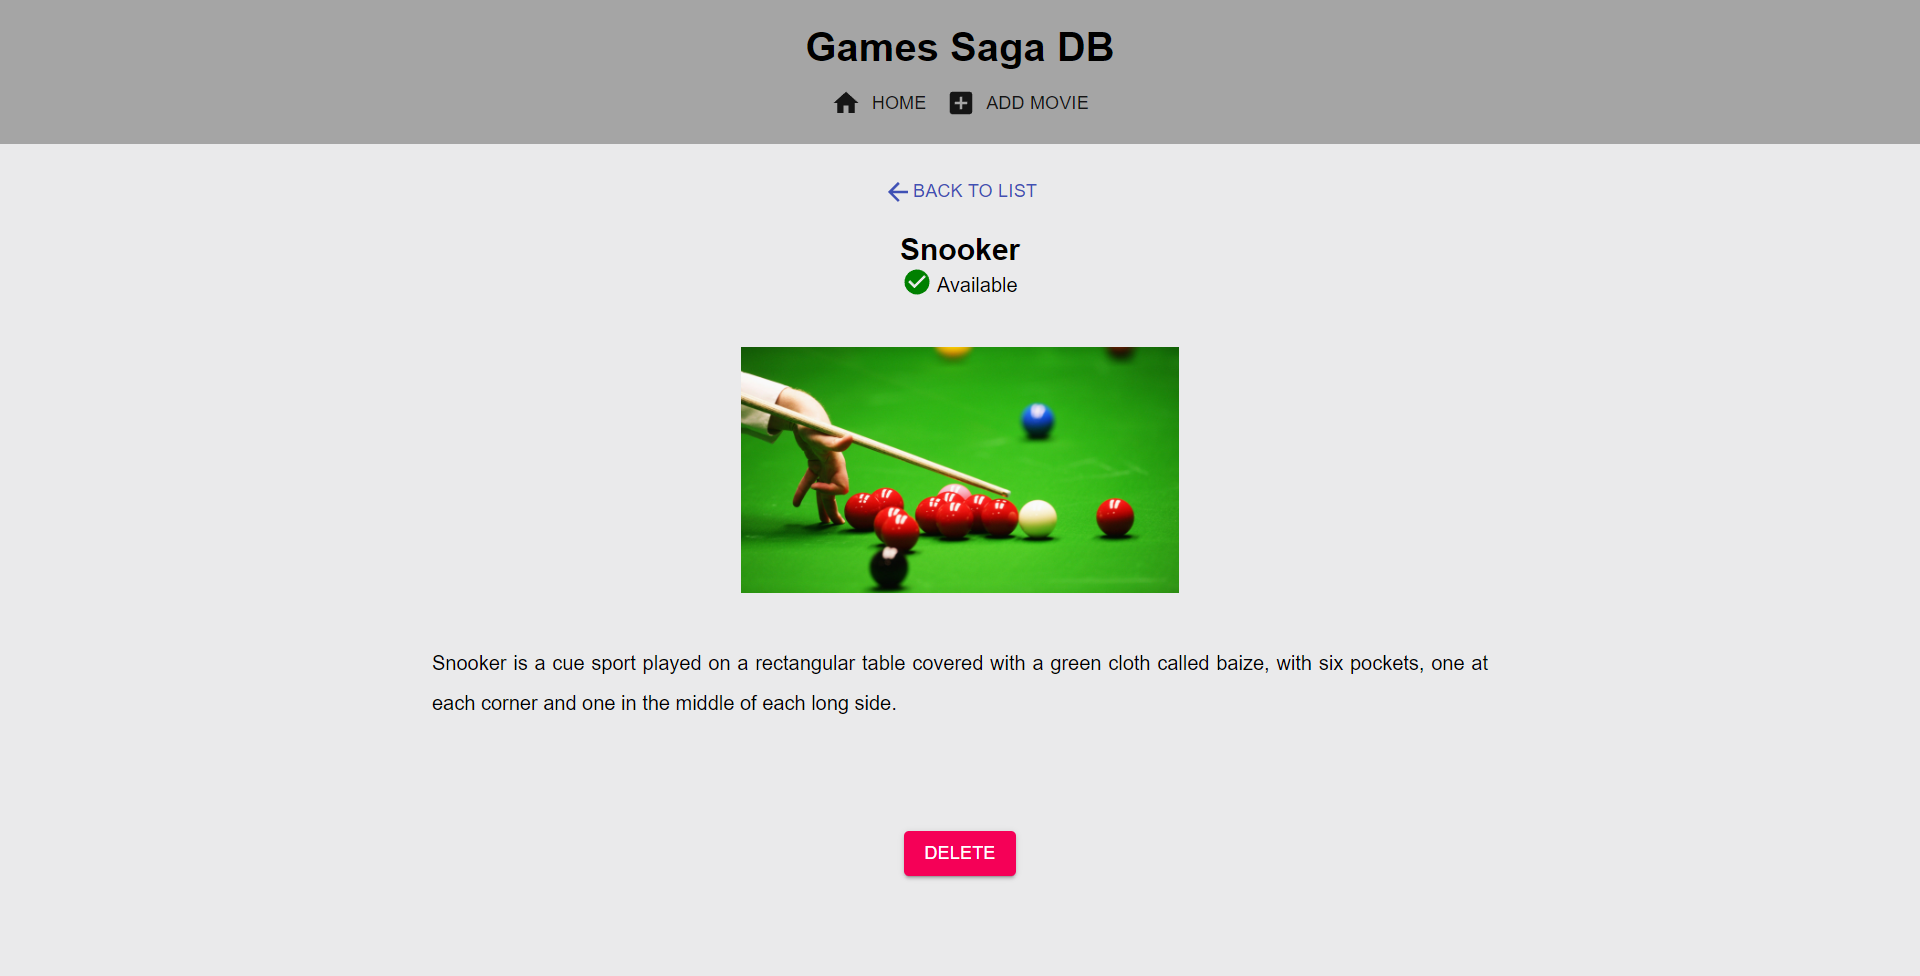 Games Saga DB
HOME ADD MOVIE
BACK TO LIST
Snooker
Available
Snooker is a cue sport played on a rectangular table covered with a green cloth called baize, with six pockets, one at
each corner and one in the middle of each long side.
DELETE